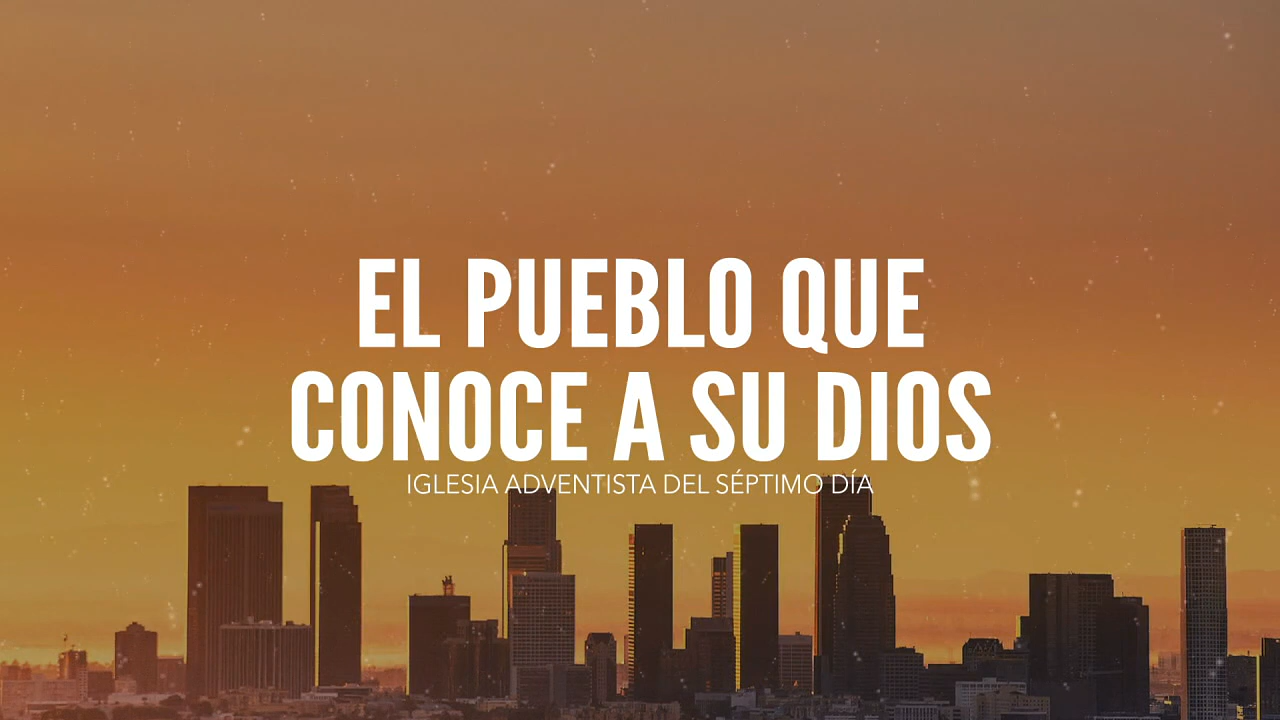 EL PUEBLO QUE
CONOCE A SU DIOS
IGLESIA ADVENTISTA DEL SÉPTIMO DÍA